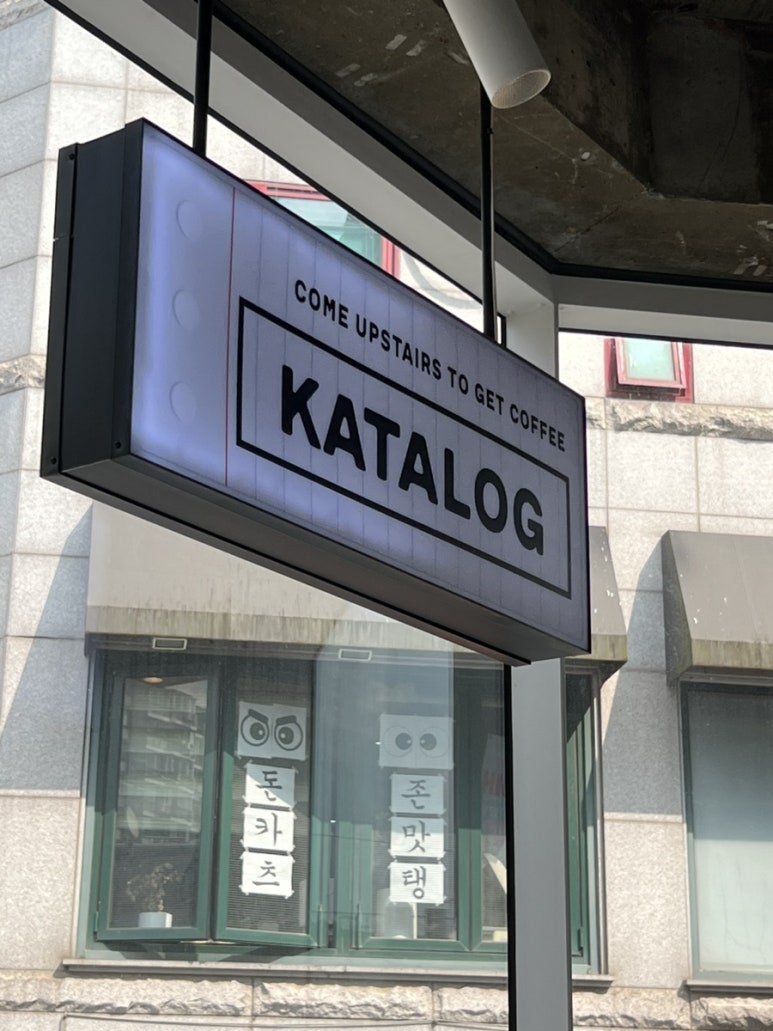 COME UPSTAIRS TO GET COFFEE
KATALOG
돈
카
츠
존
맛
탱